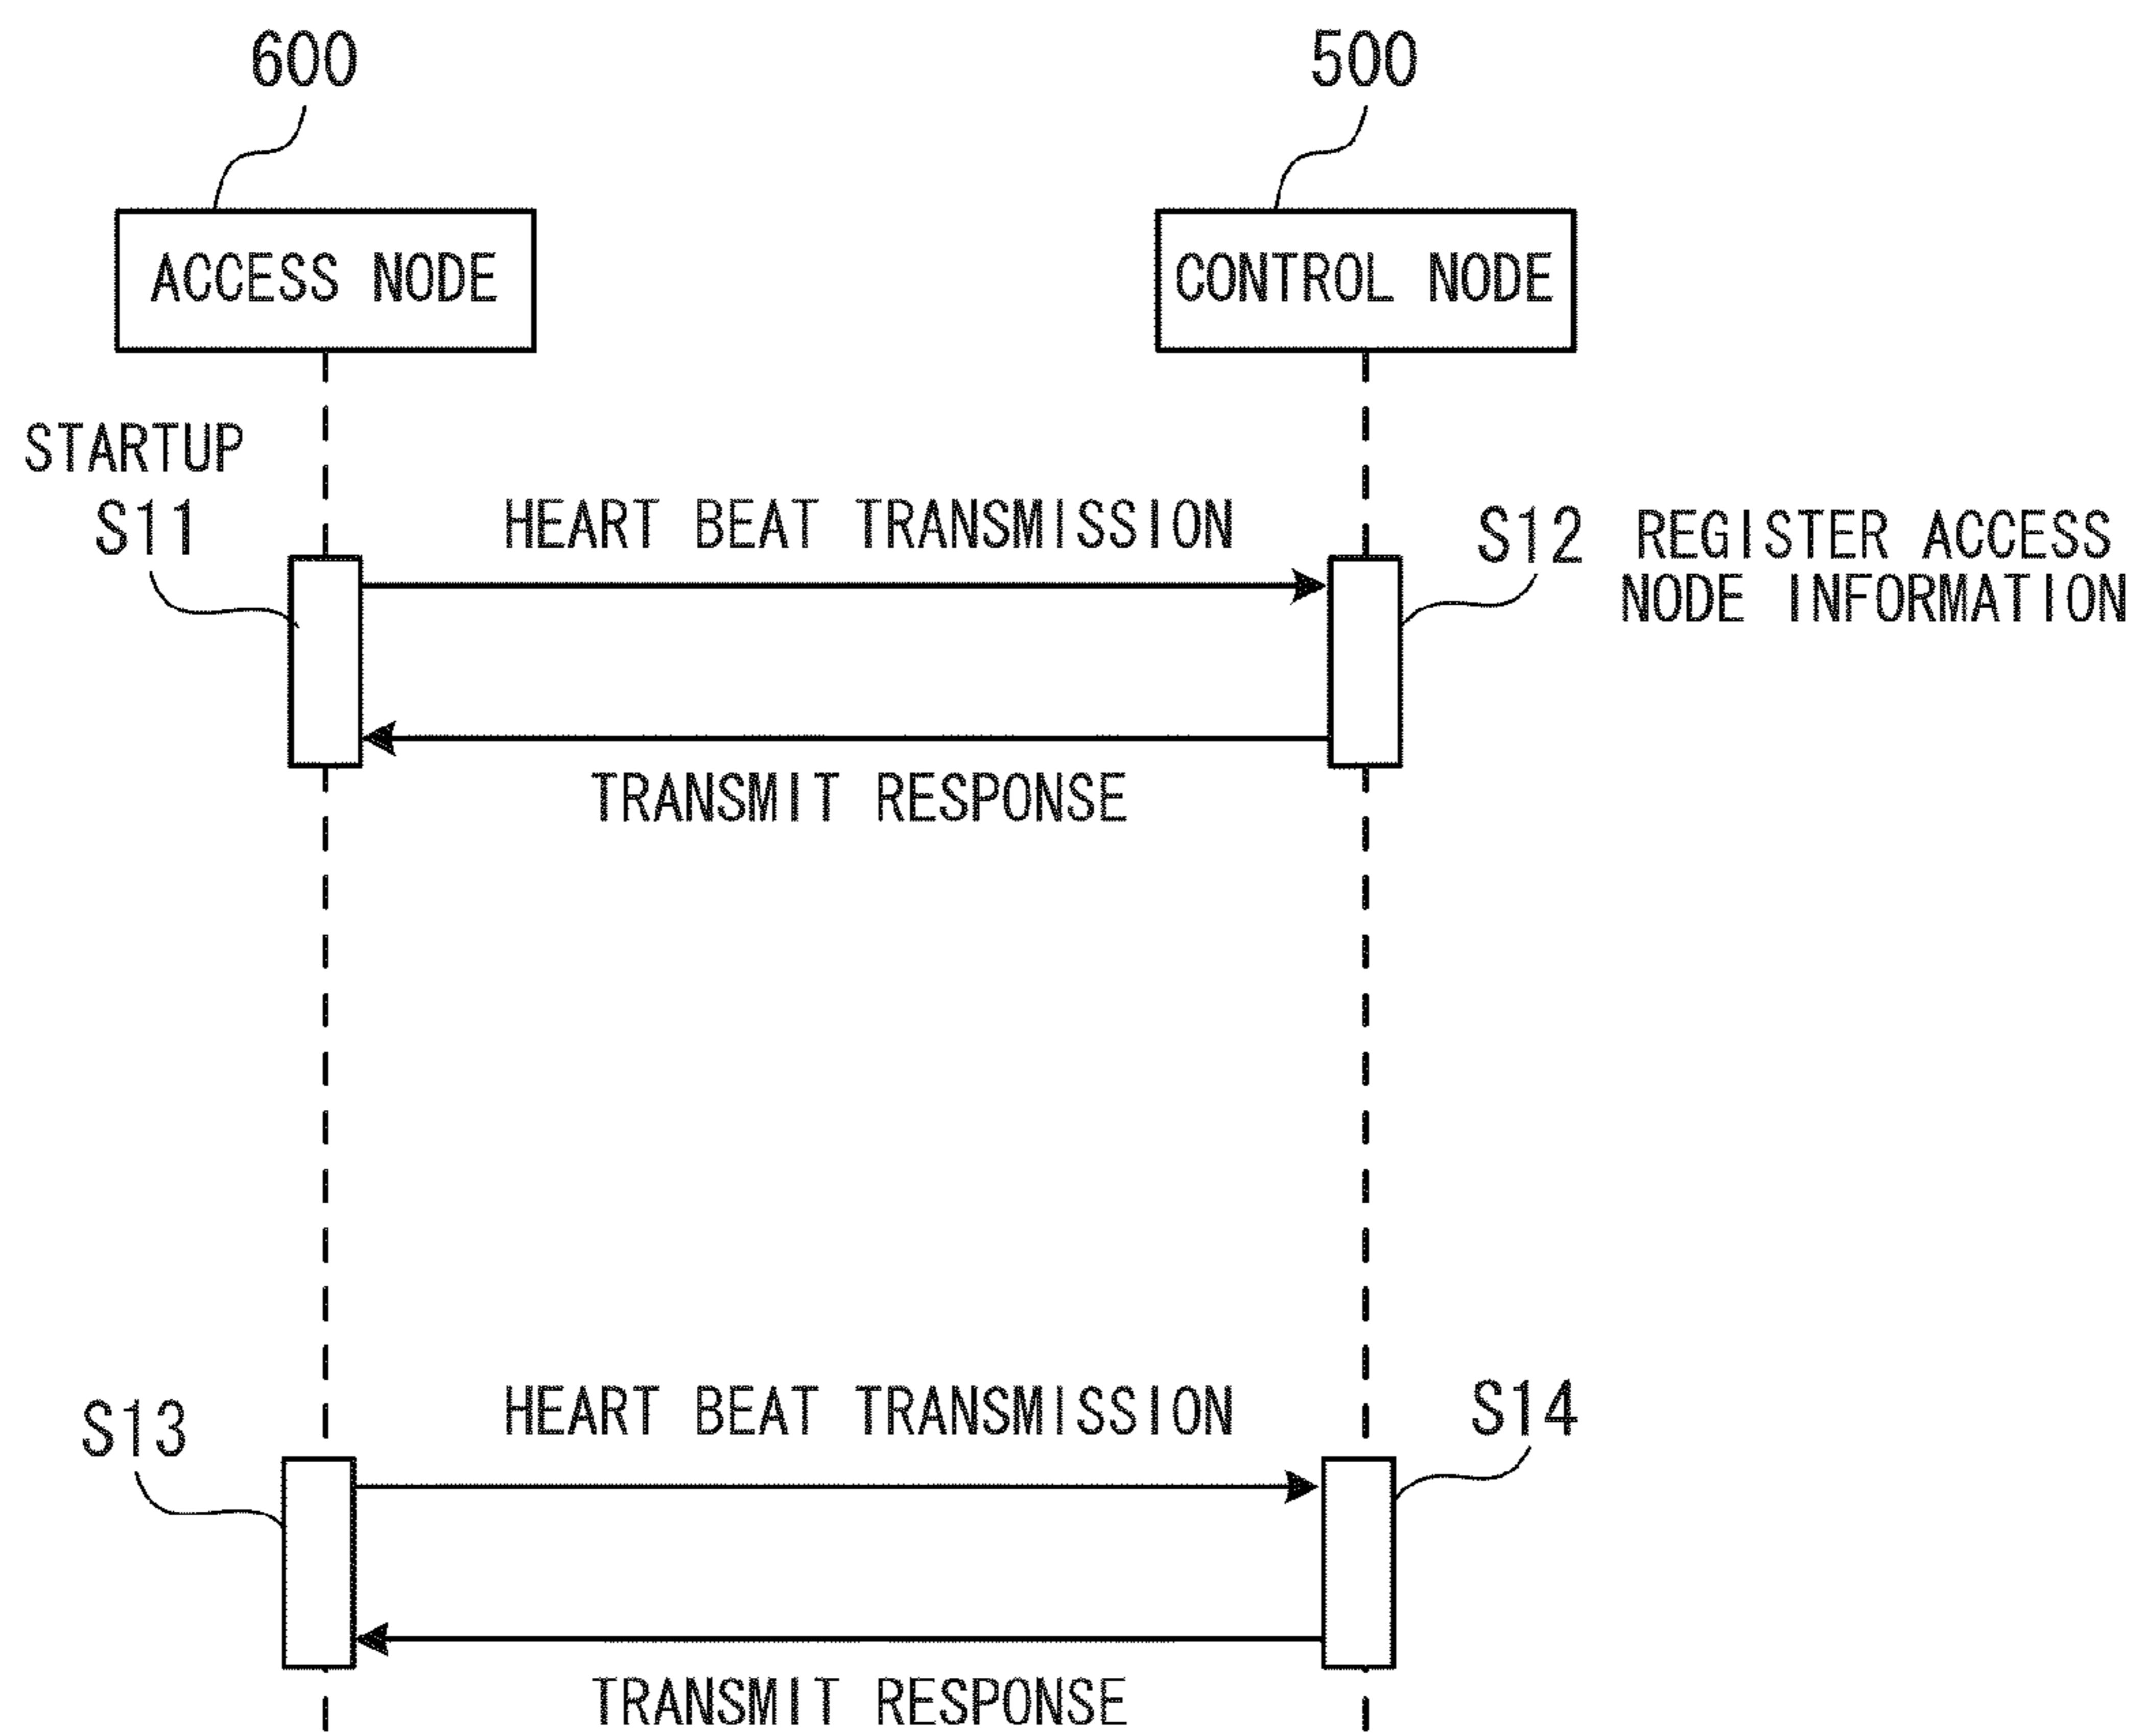 600
500
ACCESS NODE
CONTROL NODE
STARTUP
S11
HEART BEAT TRANSMISSION
S12
REGISTER ACCESS
NODE INFORMATION
TRANSMIT RESPONSE
S13
HEART BEAT TRANSMISSION
S14
TRANSMIT RESPONSE